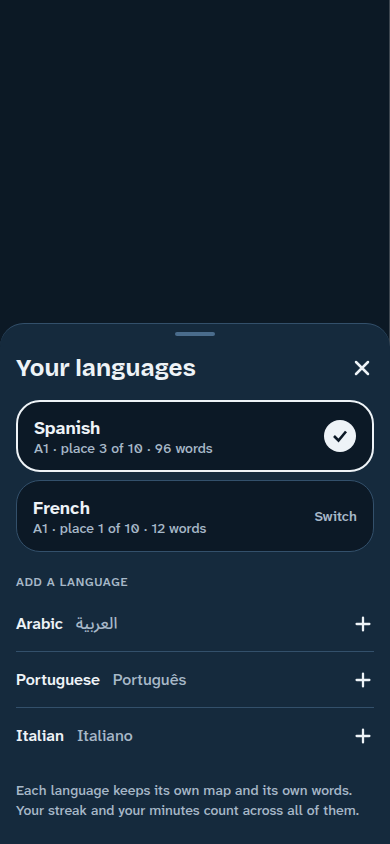 Your languages
Spanish
A1 · place 3 of 10 · 96 words
French
A1 · place 1 of 10 · 12 words
Switch
ADD A LANGUAGE
Arabic العربية
Portuguese Português
Italian Italiano
Each language keeps its own map and its own words.
Your streak and your minutes count across all of them.